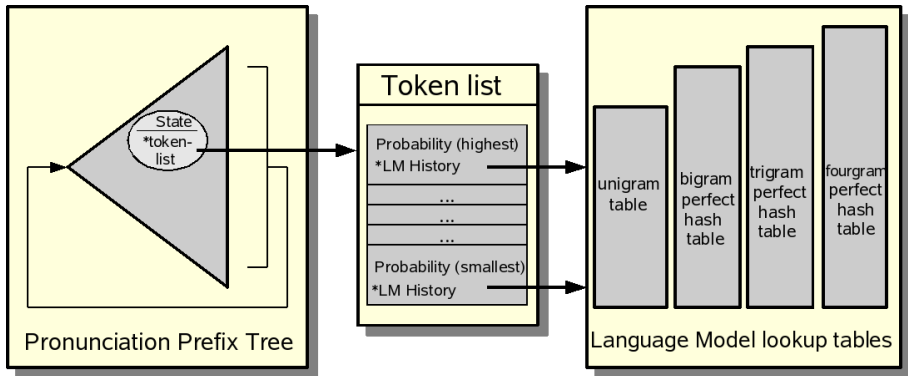 State
*token-
list
Pronunciation Prefix Tree
Token list
Probability (highest)
*LM History
...
...
...
Probability (smallest)
*LM History
unigram
table
bigram
perfect
hash
table
trigram
perfect
hash
table
fourgram
perfect
hash
table
Language Model lookup tables